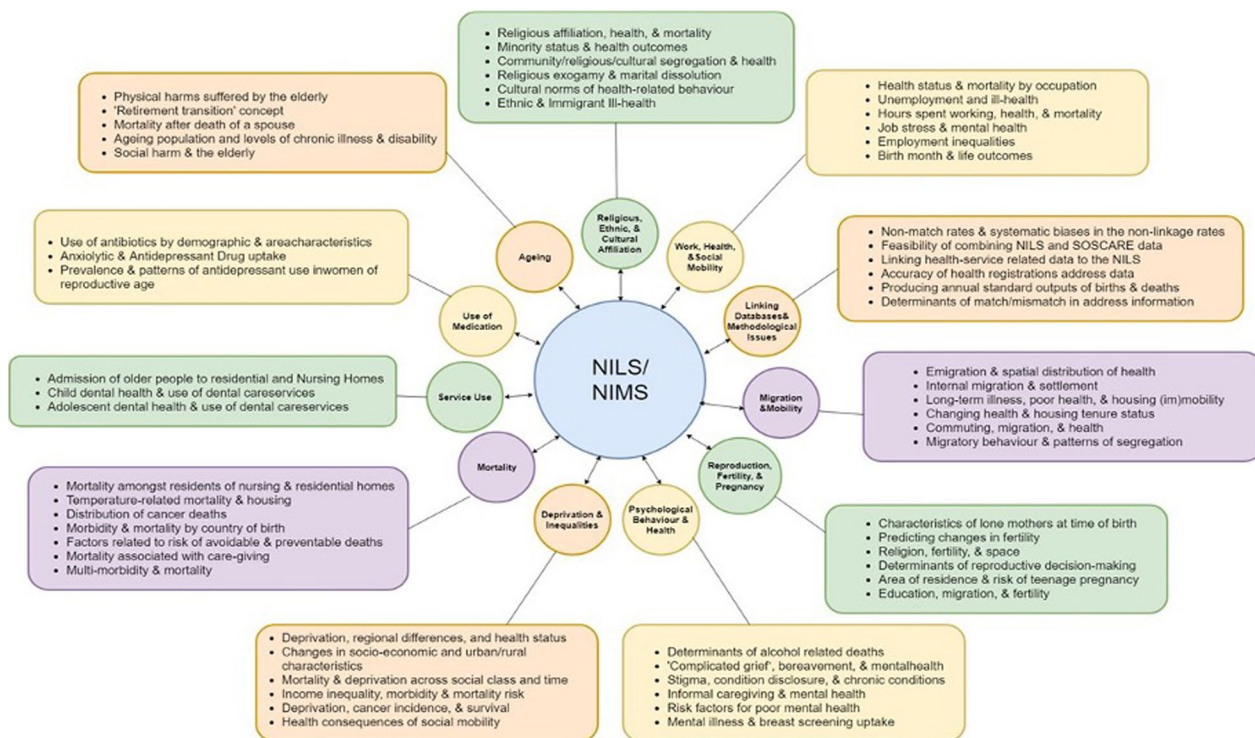 • Religious affiliation, health, & mortality
• Minority status & health outcomes
• Community/religious/cultural segregation & health
• Religious exogamy & marital dissolution
• Cultural norms of health-related behaviour
• Ethnic & Immigrant Ill-health
• Physical harms suffered by the elderly
• 'Retirement transition' concept
• Mortality after death of a spouse
• Ageing population and levels of chronic illness & disability
• Social harm & the elderly
• Health status & mortality by occupation
• Unemployment and ill-health
• Hours spent working, health, & mortality
• Job stress & mental health
• Employment inequalities
• Birth month & life outcomes
• Use of antibiotics by demographic & areacharacteristics
• Anxiolytic & Antidepressant Drug uptake
• Prevalence & patterns of antidepressant use inwomen of
reproductive age
• Non-match rates & systematic biases in the non-linkage rates
• Feasibility of combining NILS and SOSCARE data
• Linking health-service related data to the NILS
• Accuracy of health registrations address data
• Producing annual standard outputs of births & deaths
• Determinants of match/mismatch in address information
Religious,
Ethnic, &
Cultural
Affiliation
Work, Health,
&Social
Mobility
Ageing
Linking
Databases&
Methodological
Issues
Use of
Medication
NILS/
NIMS
Migration
&Mobility
Service Use
Mortality
Reproduction,
Fertility, &
Pregnancy
Deprivation &
Inequalities
Psychological
Behaviour &
Health
• Admission of older people to residential and Nursing Homes
• Child dental health & use of dental careservices
• Adolescent dental health & use of dental careservices
• Emigration & spatial distribution of health
• Internal migration & settlement
• Long-term illness, poor health, & housing (im)mobility
• Changing health & housing tenure status
• Commuting, migration, & health
• Migratory behaviour & patterns of segregation
• Mortality amongst residents of nursing & residential homes
• Temperature-related mortality & housing
• Distribution of cancer deaths
• Morbidity & mortality by country of birth
• Factors related to risk of avoidable & preventable deaths
• Mortality associated with care-giving
• Multi-morbidity & mortality
• Characteristics of lone mothers at time of birth
• Predicting changes in fertility
• Religion, fertility, & space
• Determinants of reproductive decision-making
• Area of residence & risk of teenage pregnancy
• Education, migration, & fertility
• Deprivation, regional differences, and health status
• Changes in socio-economic and urban/rural
characteristics
• Mortality & deprivation across social class and time
• Income inequality, morbidity & mortality risk
• Deprivation, cancer incidence, & survival
• Health consequences of social mobility
• Determinants of alcohol related deaths
• 'Complicated grief', bereavement, & mentalhealth
• Stigma, condition disclosure, & chronic conditions
• Informal caregiving & mental health
• Risk factors for poor mental health
• Mental illness & breast screening uptake